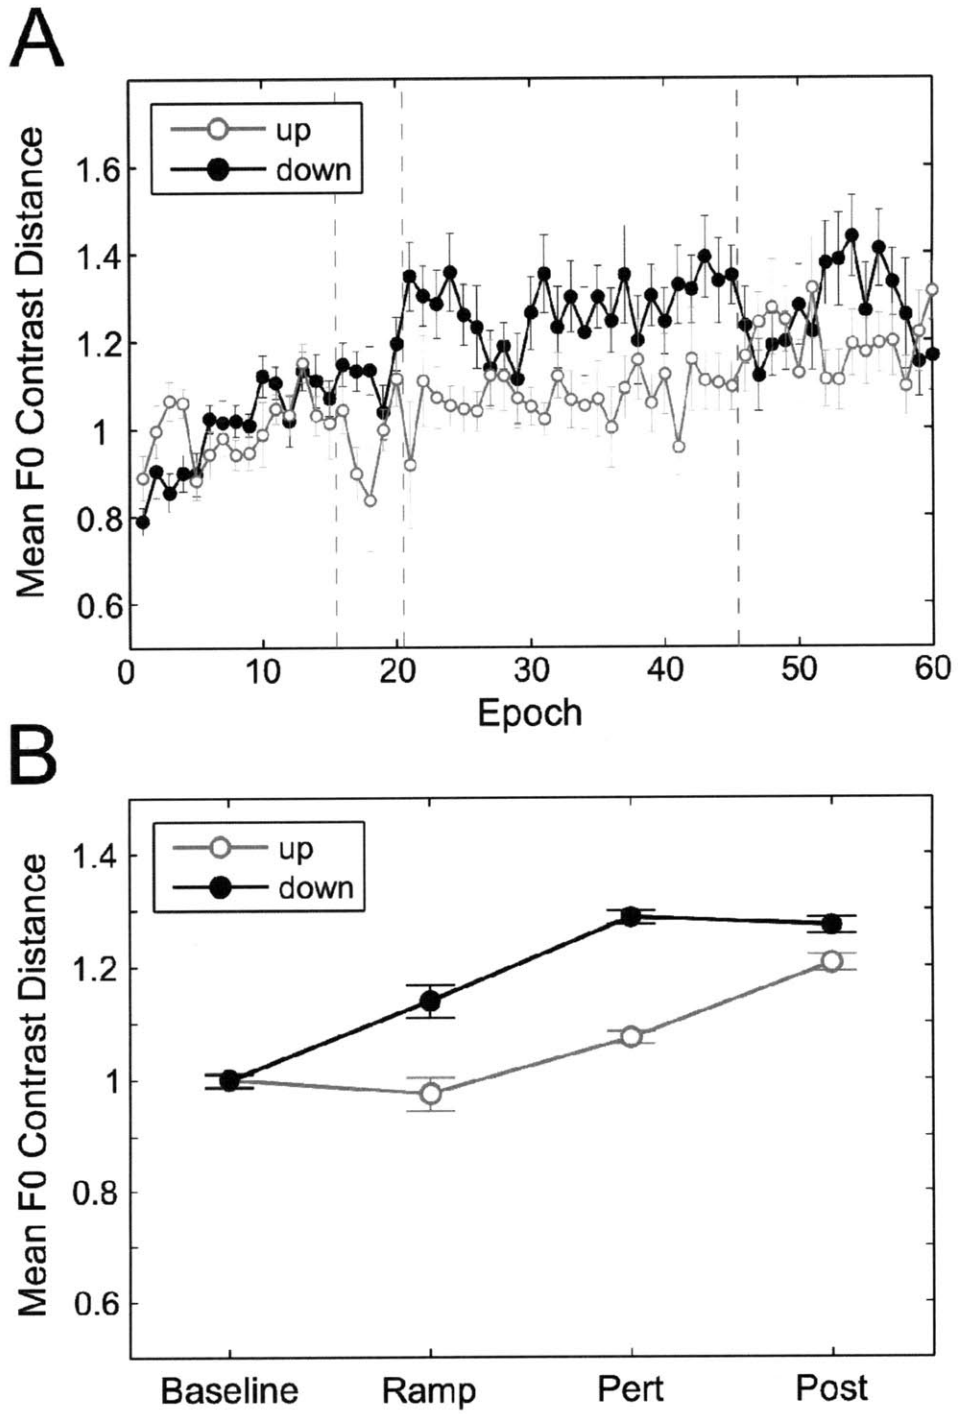 A
Mean F0 Contrast Distance
up
down
1.6
1.4
1.2
1
0.8
0.6
0 10 20 30 40 50 60
Epoch
B
Mean F0 Contrast Distance
up
down
1.4
1.2
1
0.8
0.6
Baseline Ramp Pert Post